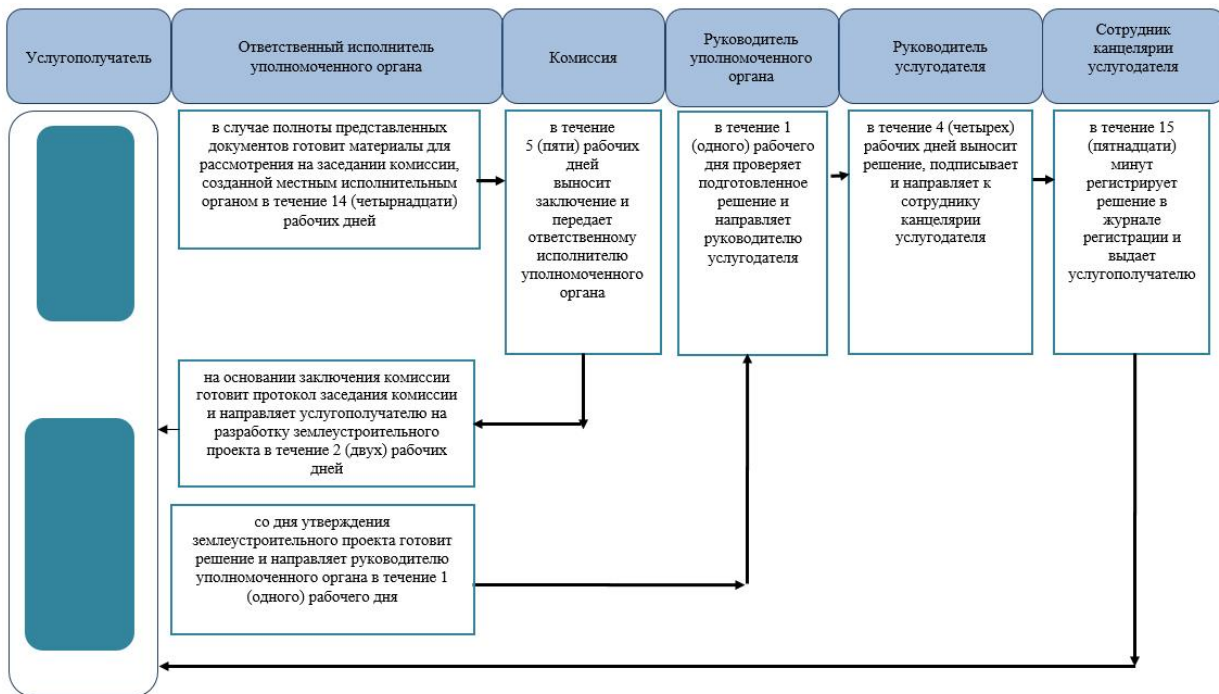 Услугополучатель
Ответственный исполнитель
уполномоченного органа
Комиссия
Руководитель
уполномоченного
органа
Руководитель
услугодателя
Сотрудник
канцелярии
услугодателя
в случае полноты представленных
документов готовит материалы для
рассмотрения на заседании комиссии,
созданной местным исполнительным
органом в течение 14 (четырнадцати)
рабочих дней
в течение
5 (пяти) рабочих
дней
выносит
заключение и
передает
ответственному
исполнителю
уполномоченного
органа
в течение 1
(одного) рабочего
дня проверяет
подготовленное
решение и
направляет
руководителю
услугодателя
в течение 4 (четырех)
рабочих дней выносит
решение, подписывает
и направляет к
сотруднику
канцелярии
услугодателя
в течение 15
(пятнадцати)
минут
регистрирует
решение в
журнале
регистрации и
выдает
услугополучателю
на основании заключения комиссии
готовит протокол заседания комиссии
и направляет услугополучателю на
разработку землеустроительного
проекта в течение 2 (двух) рабочих
дней
со дня утверждения
землеустроительного проекта готовит
решение и направляет руководителю
уполномоченного органа в течение 1
(одного) рабочего дня